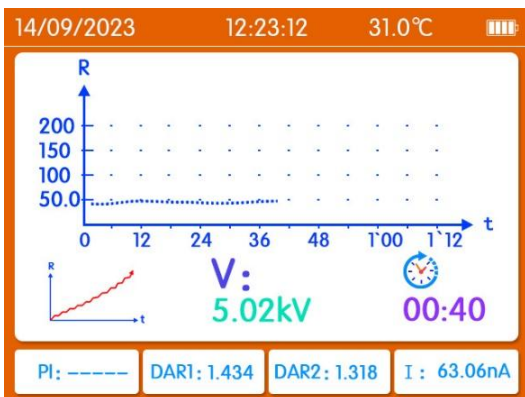 14/09/2023 12:23:12 31.0℃
R
200
150
100
50.0
t
0 12 24 36 48 1`00 1`12
R
t
V:
5.02kV
00:40
PI: ----- DAR1: 1.434 DAR2: 1.318 I: 63.06nA